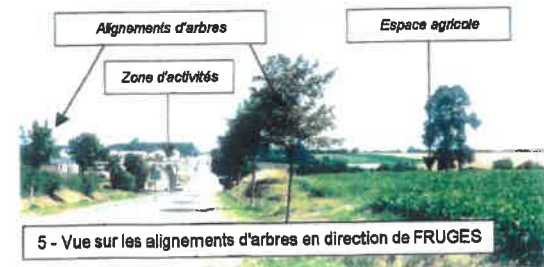 Alignements d'arbres
Espace agricole
Zone d'activités
5 - Vue sur les alignements d'arbres en direction de FRUGES